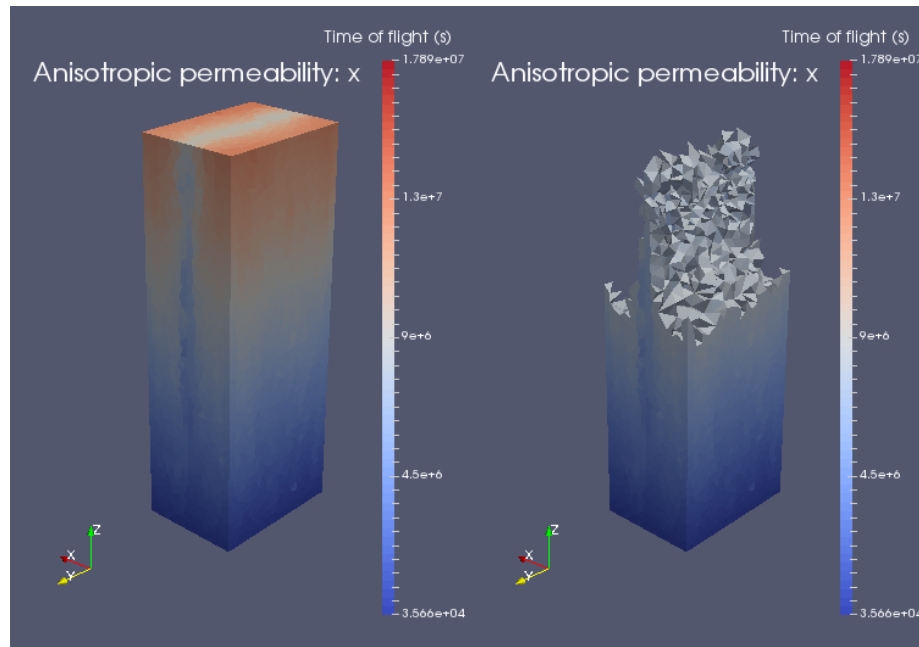 Time of flight (s)
Anisotropic permeability: x
1.789e+07
1.3e+7
9e+6
4.5e+6
3.566e+04
Z
X
Y
Time of flight (s)
Anisotropic permeability: x
1.789e+07
1.3e+7
9e+6
4.5e+6
3.566e+04
Z
X
Y